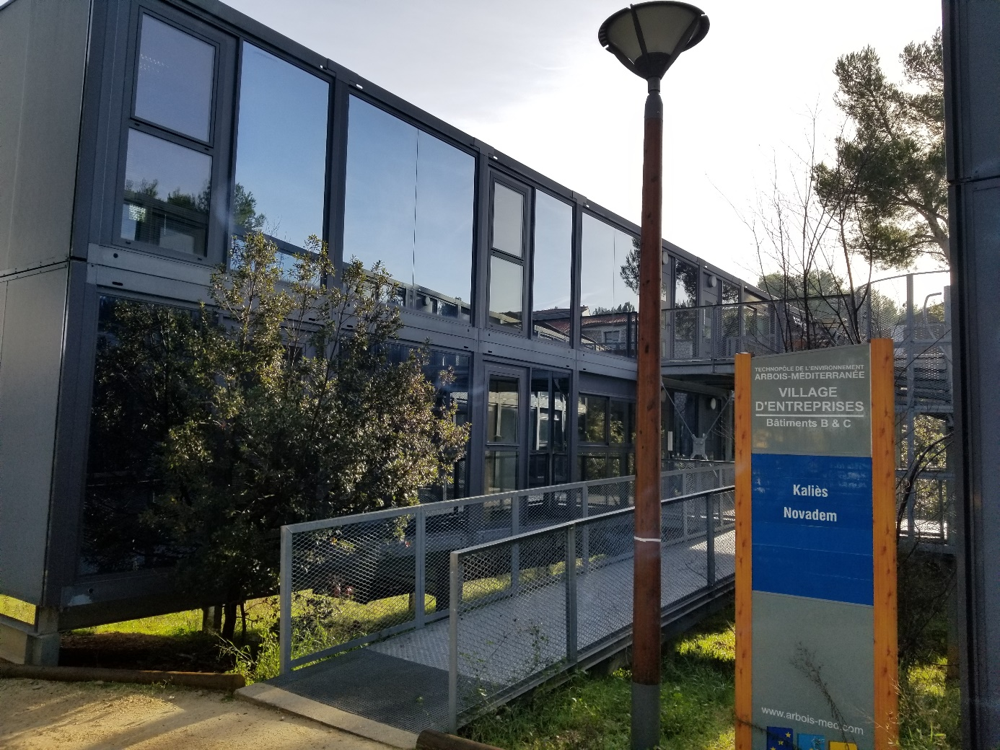 TECHNOPÔLE DE L'ENVIRONNEMENT
ARBOIS-MÉDITERRANÉE
VILLAGE
D'ENTREPRISES
Bâtiments B & C
Kaliès
Novadem
www.arbois-med.com